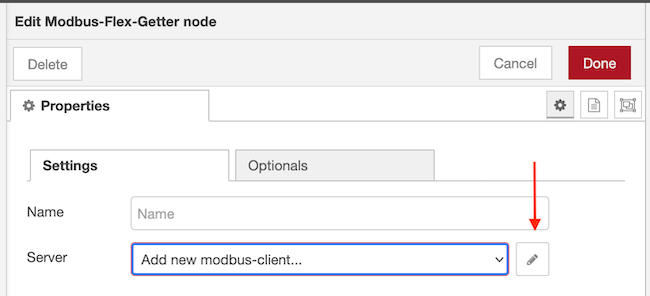 Edit Modbus-Flex-Getter node
Delete
Cancel
Done
Properties
Settings
Optionals
Name
Name
Server
Add new modbus-client...